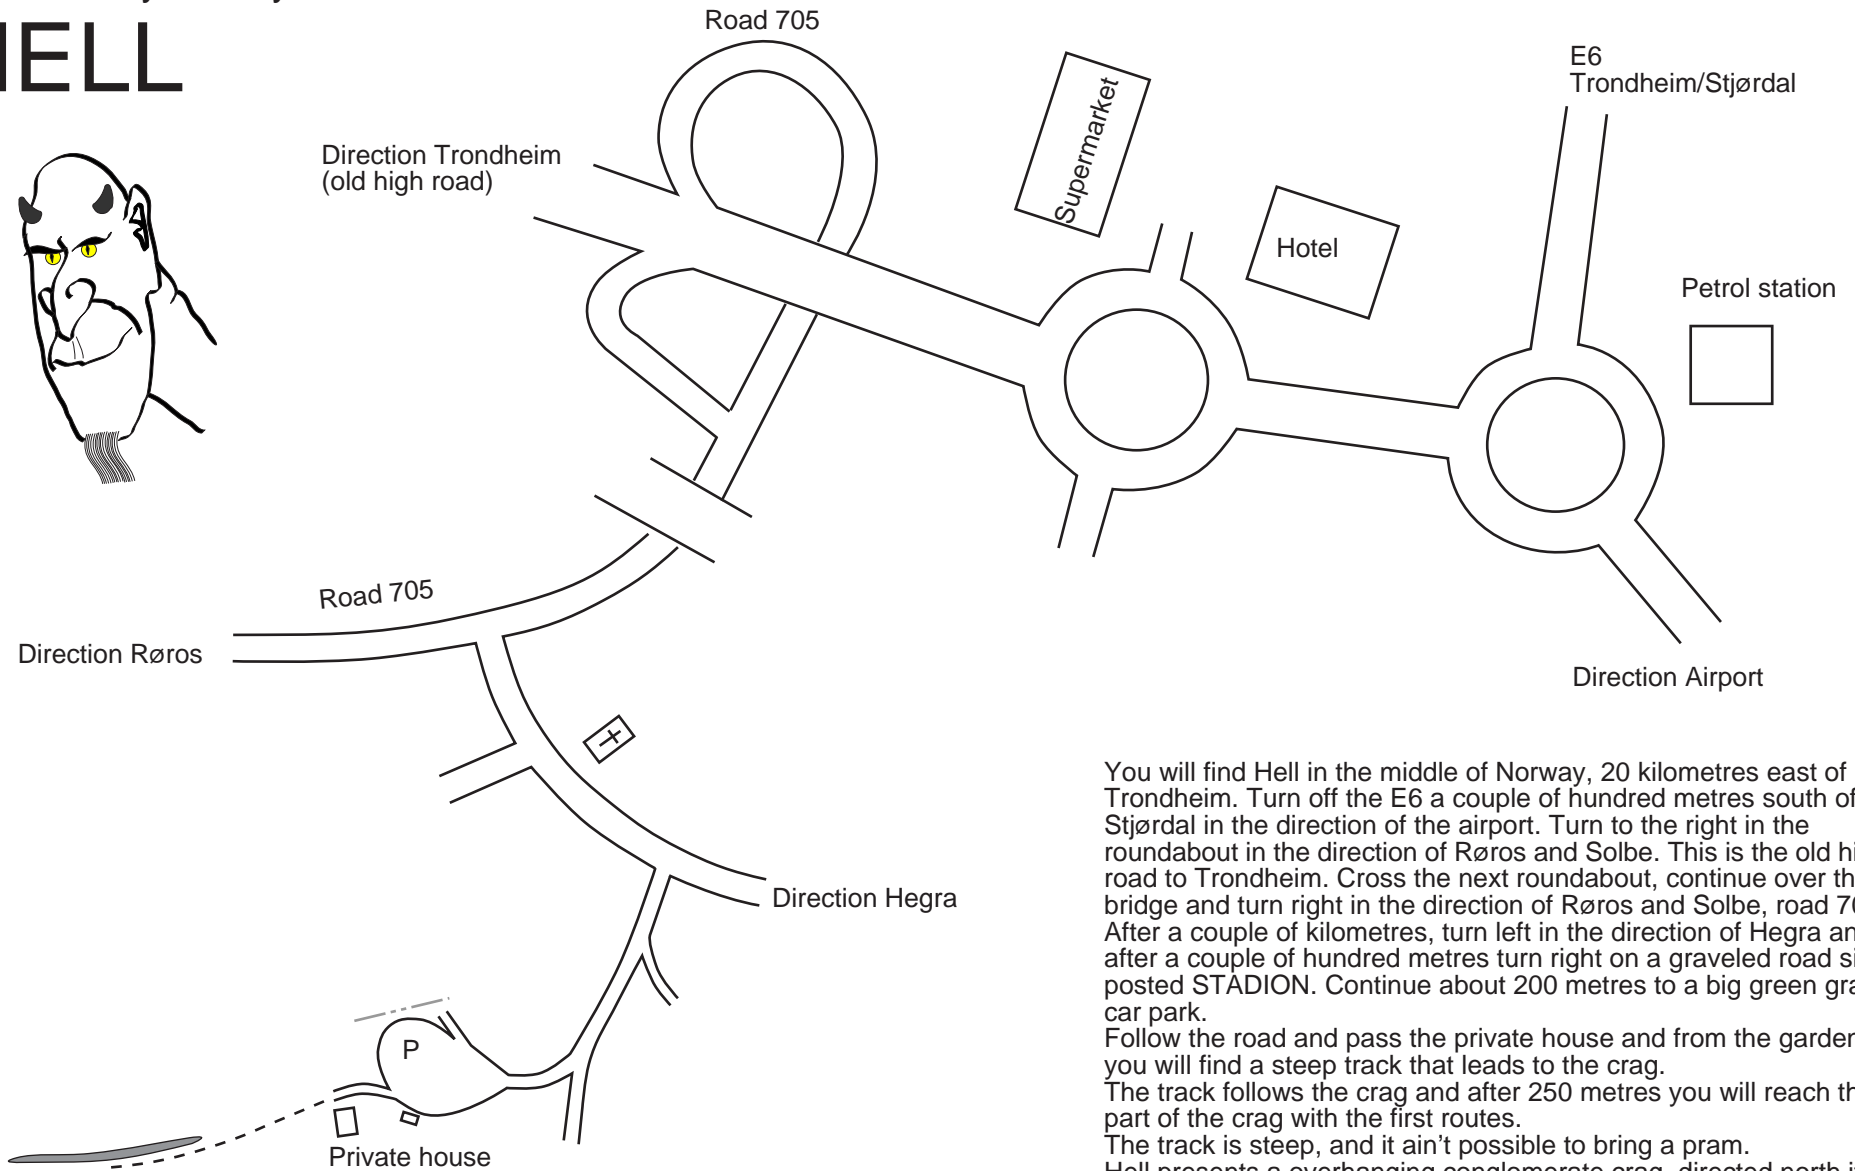 HELL
Road 705
E6
Trondheim/Stjørdal
Supermarket
Direction Trondheim
(old high road)
Hotel
Petrol station
Road 705
Direction Røros
Direction Airport
Direction Hegra
P
Private house
You will find Hell in the middle of Norway, 20 kilometres east of
Trondheim. Turn off the E6 a couple of hundred metres south of
Stjørdal in the direction of the airport. Turn to the right in the
roundabout in the direction of Røros and Solbe. This is the old
road to Trondheim. Cross the next roundabout, continue over
bridge and turn right in the direction of Røros and Solbe, road
After a couple of kilometres, turn left in the direction of Hegra
after a couple of hundred metres turn right on a graveled road
posted STADION. Continue about 200 metres to a big green
car park.
Follow the road and pass the private house and from the garden
you will find a steep track that leads to the crag.
The track follows the crag and after 250 metres you will reach
part of the crag with the first routes.
The track is steep, and it ain't possible to bring a pram.
Hell presents a overhanging conglomerate crag, directed north